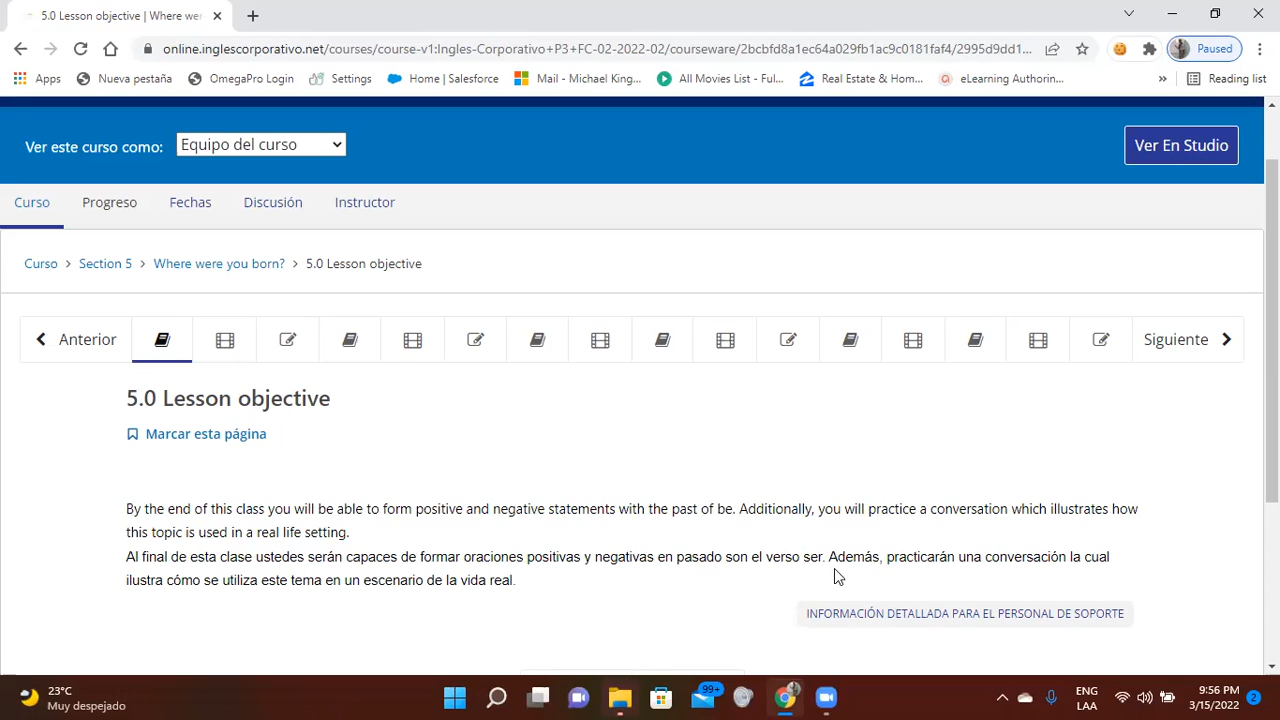 5.0 Lesson objective | Where wer
online.inglescorporativo.net/courses/course-v1:Ingles-Corporativo+P3+FC-02-2022-02/courseware/2bcbfd8a1ec64a029fb1ac9c0181faf4/2995d9dd1...
Paused
Apps Nueva pestaña OmegaPro Login Settings Home | Salesforce Mail - Michael King... All Movies List - Ful... Real Estate & Hom... eLearning Authorin... » Reading list
Ver este curso como: Equipo del curso Ver En Studio
Curso Progreso Fechas Discusión Instructor
Curso > Section 5 > Where were you born? > 5.0 Lesson objective
Anterior Siguiente
5.0 Lesson objective
Marcar esta página
By the end of this class you will be able to form positive and negative statements with the past of be. Additionally, you will practice a conversation which illustrates how
this topic is used in a real life setting.
Al final de esta clase ustedes serán capaces de formar oraciones positivas y negativas en pasado son el verso ser. Además, practicarán una conversación la cual
ilustra cómo se utiliza este tema en un escenario de la vida real.
INFORMACIÓN DETALLADA PARA EL PERSONAL DE SOPORTE
23°C
Muy despejado
99+
ENG
LAA
9:56 PM
3/15/2022
2